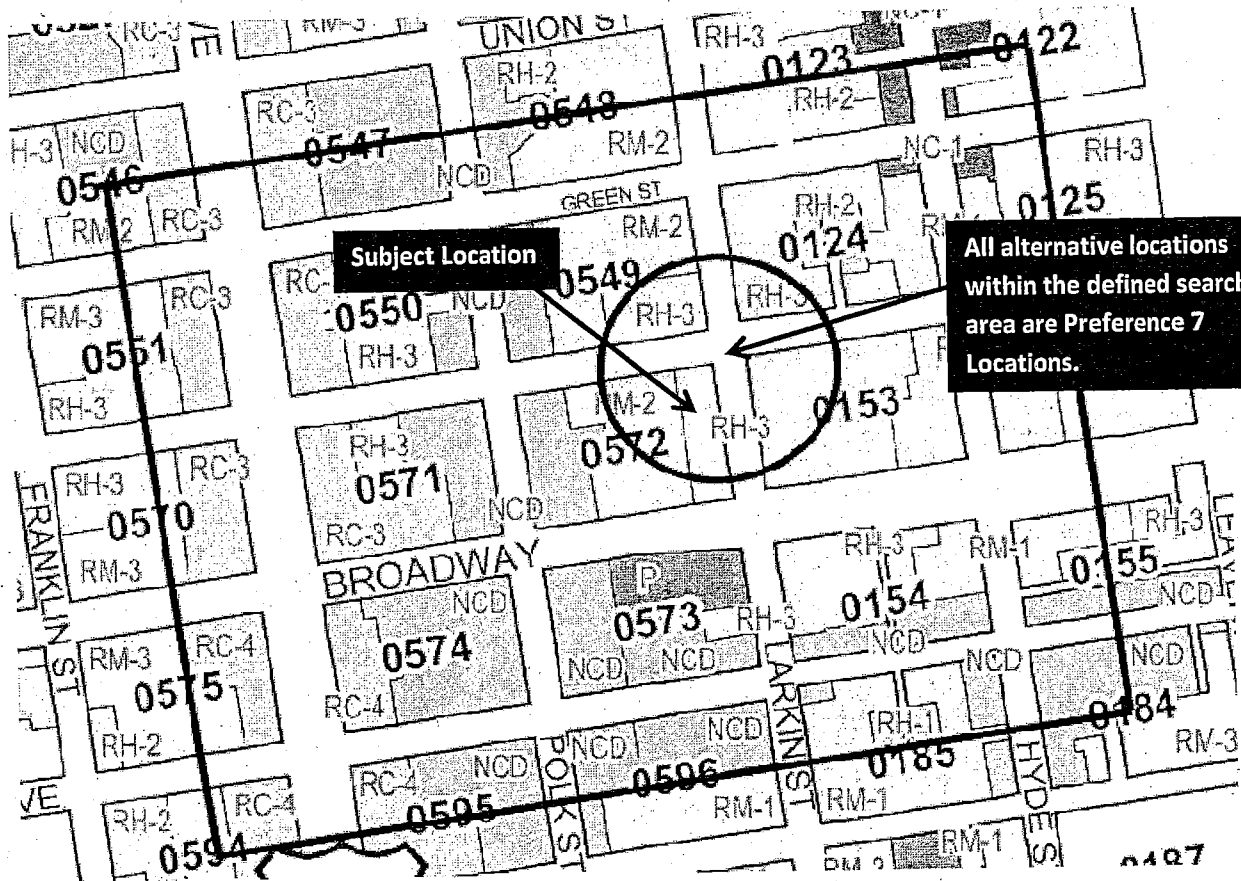 RC-3
RM-3
UNION ST
RH-3
NC-1
0122
0123
RH-2
RH-2
RC-3
0548
0547
RM-2
NCD
NCD
0546
NC-1
RH-3
GREEN ST
RM-2
RC-3
RM-2
RH-2
0125
0124
Subject Location
All alternative locations
within the defined search
area are Preference 7
Locations.
0549
NCD
RH-3
RH-3
0550
RH-3
RC-3
RM-3
0551
RH-3
RM-2
0153
RH-3
0572
RH-3
0571
NCD
RC-3
RC-3
RH-3
0570
RM-3
FRANKLIN ST
BROADWAY
RH-3
RM-1
RH-3
0155
NCD
P
0573
RH-3
0154
NCD
NCD
0574
RC-4
NCD
NCD
RM-3
RC-4
0575
RH-2
LARKIN ST
NCD
NCD
0184
RM-3
NCD
NCD
RH-1
0185
RM-1
HYDE S
POLK ST
0596
RM-1
RC-4
NCD
0595
RH-2
RC-4
0594
RM-1
0187